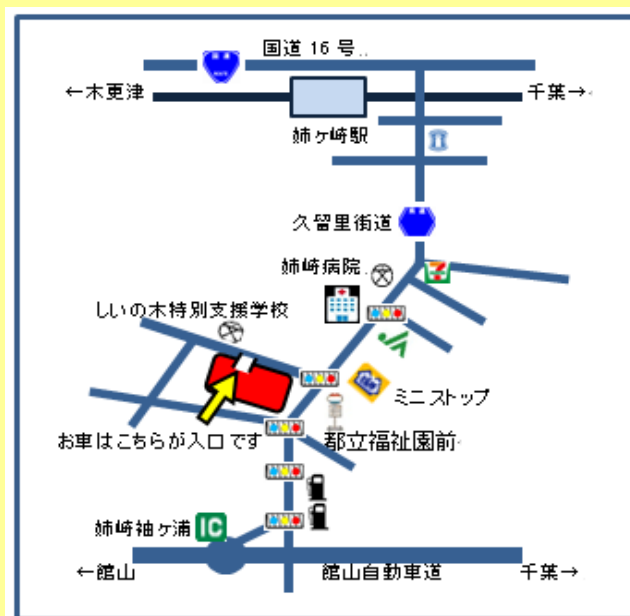 国道 16 号
←木更津
千葉→
姉ヶ崎駅
久留里街道
姉崎病院
しいの木特別支援学校
ミニストップ
お車はこちらが入口です
都立福祉園前
姉崎袖ヶ浦
IC
←館山
館山自動車道
千葉→